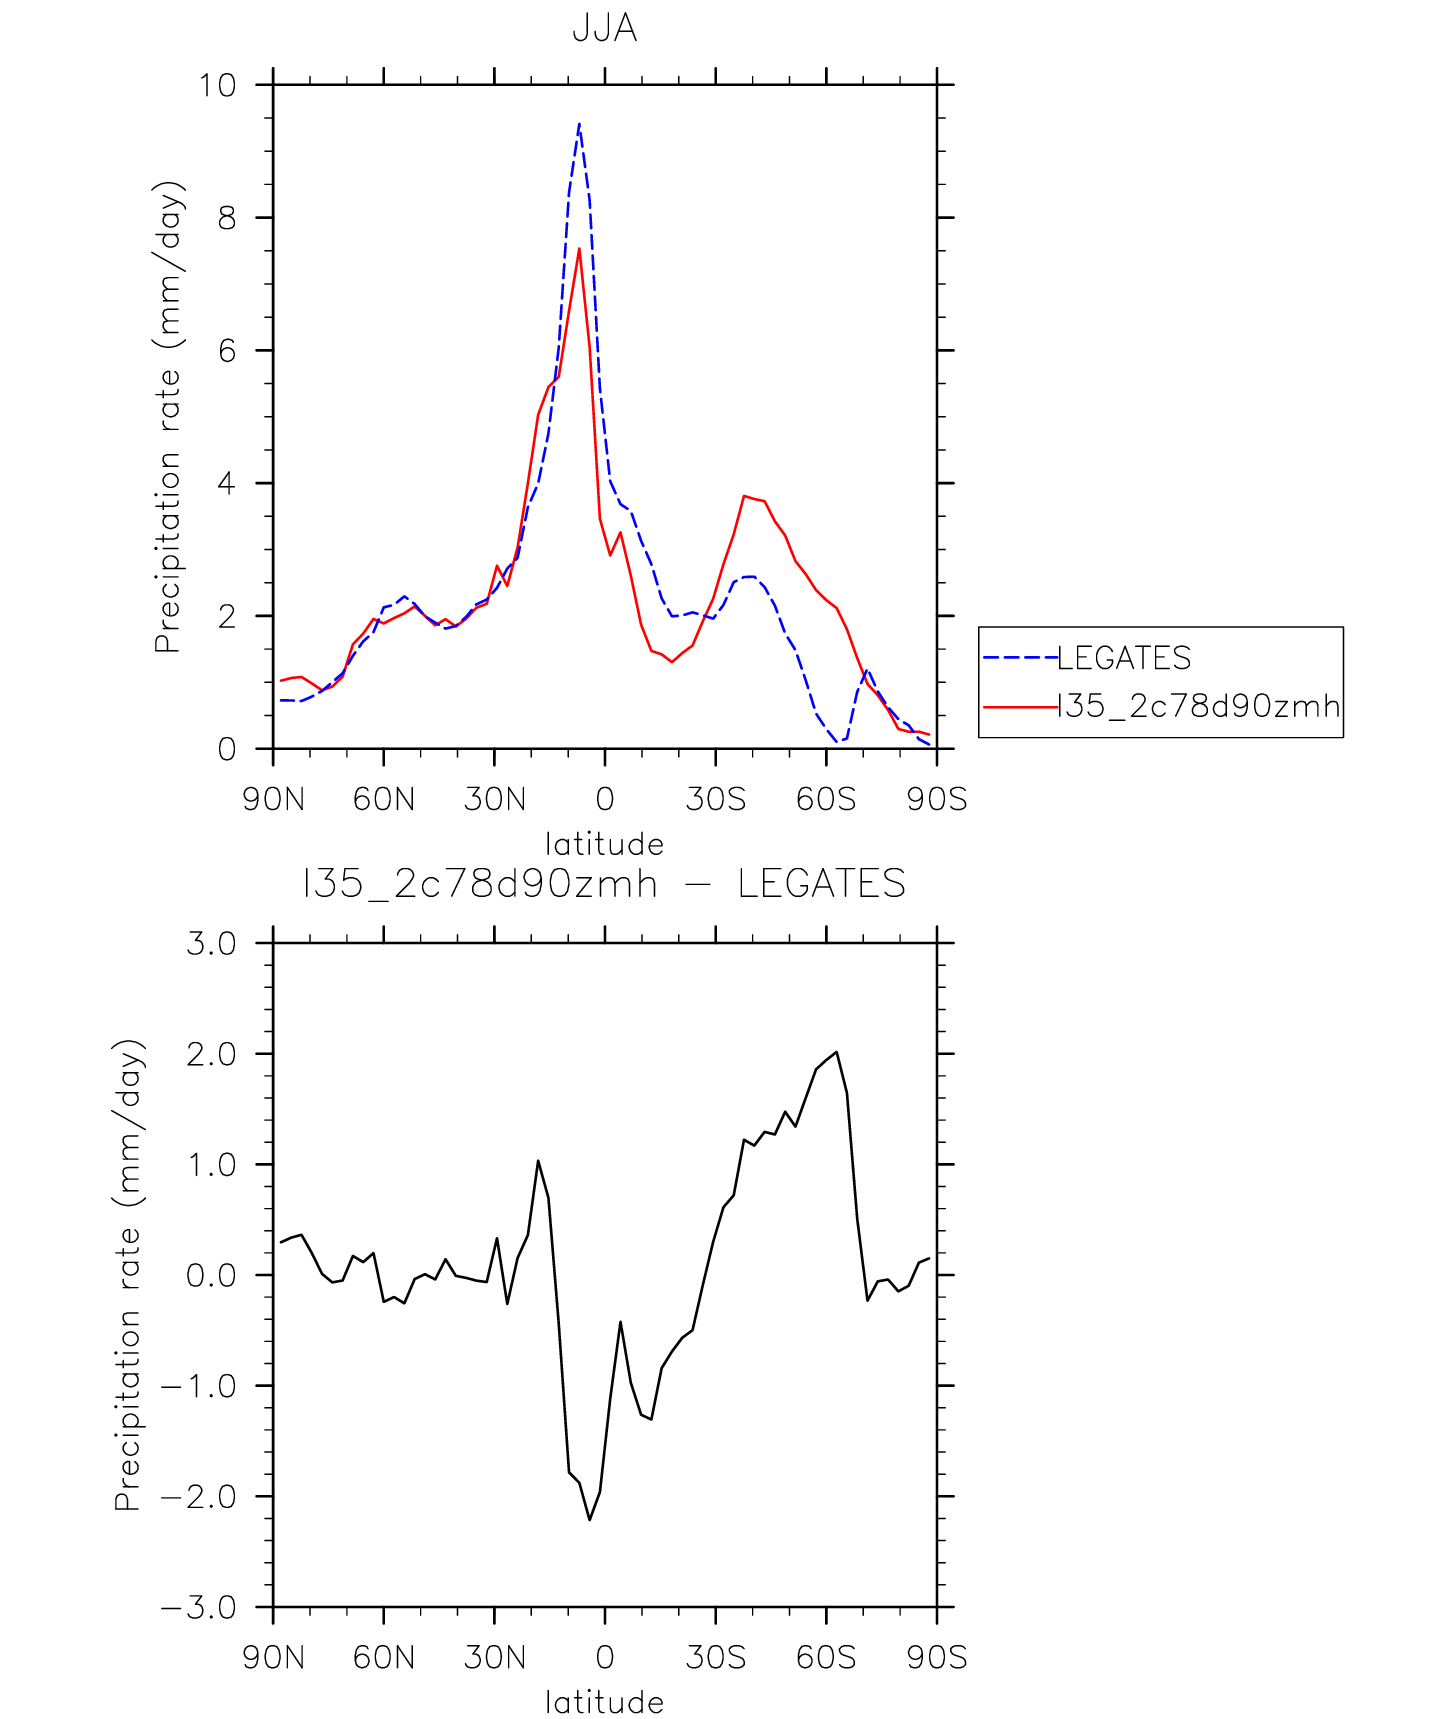 JJA
10
8
6
4
2
0
Precipitation rate (mm/day)
90N 60N 30N 0 30S 60S 90S
latitude
LEGATES
l35_2c78d90zmh
l35_2c78d90zmh − LEGATES
3.0
2.0
1.0
0.0
−1.0
−2.0
−3.0
Precipitation rate (mm/day)
90N 60N 30N 0 30S 60S 90S
latitude